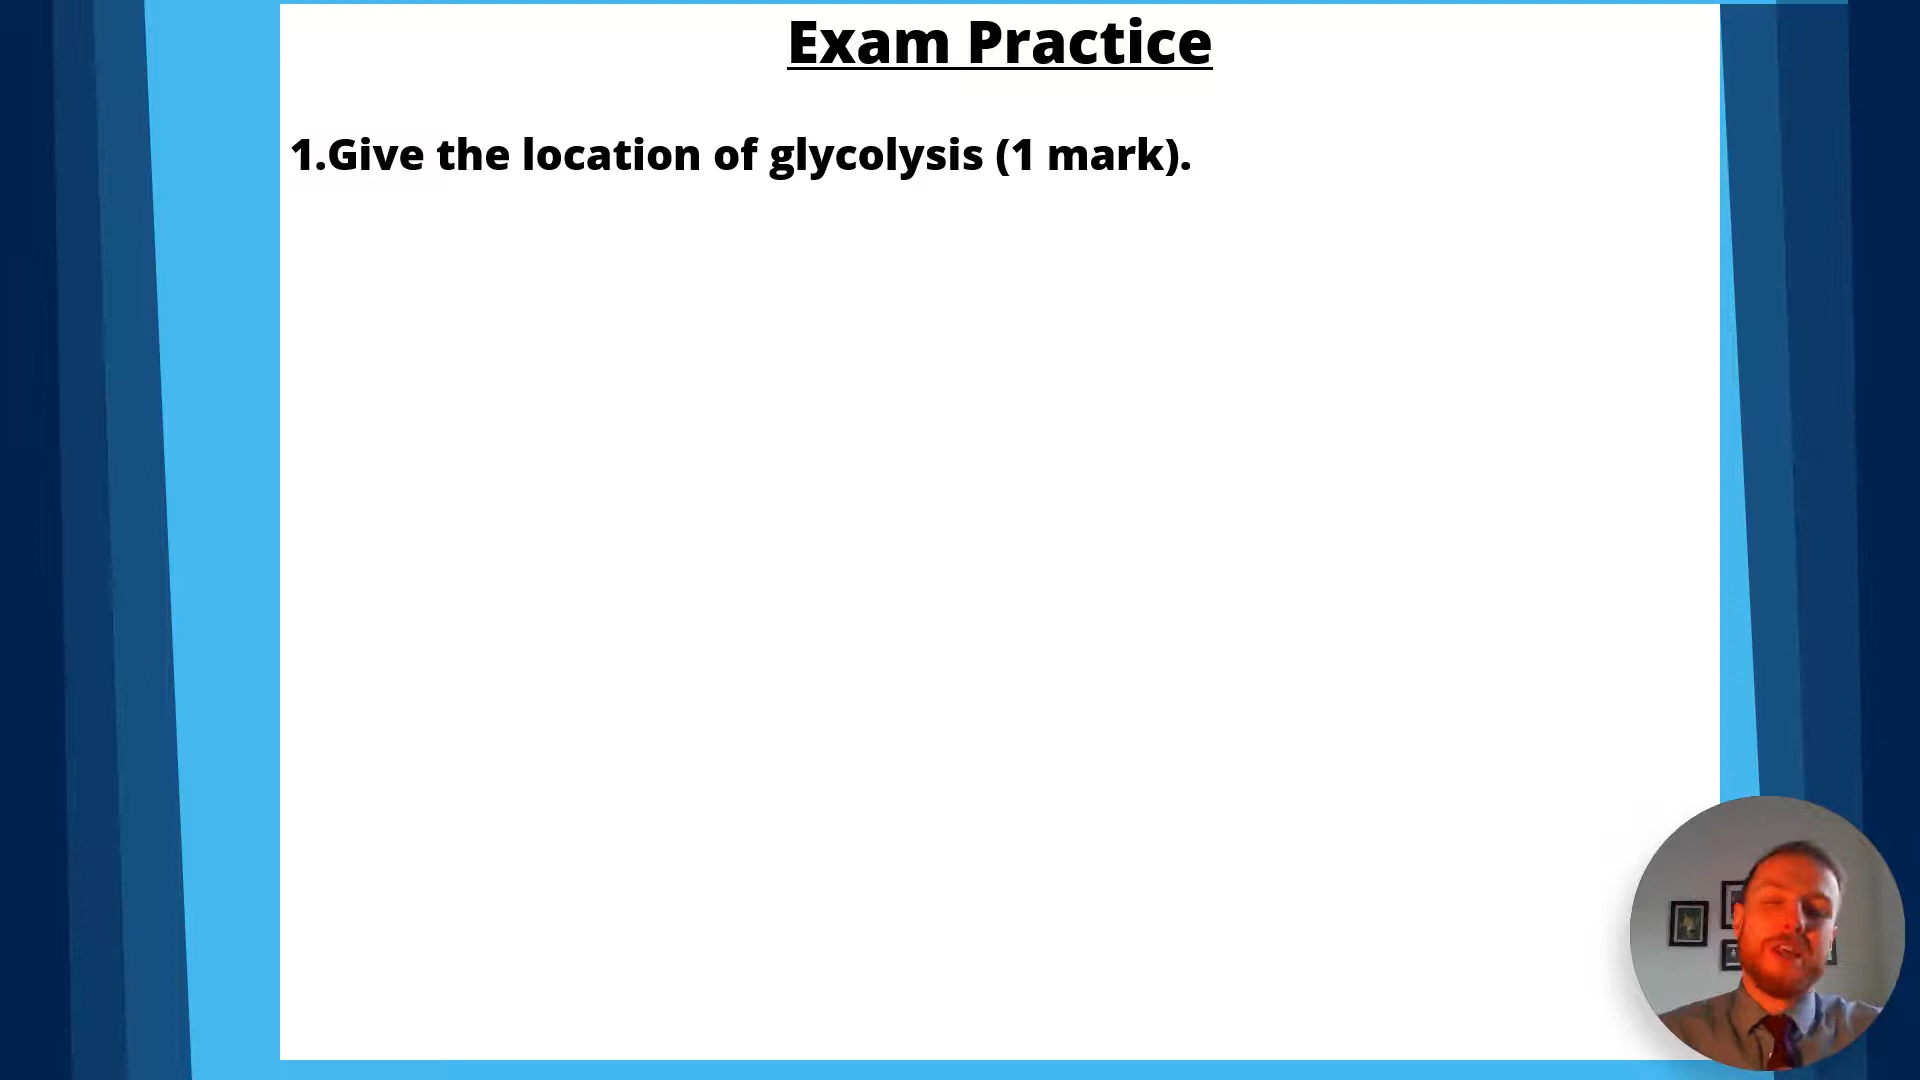 Exam Practice
1.Give the location of glycolysis (1 mark).